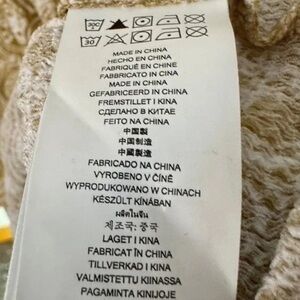 30
MADE IN CHINA
HECHO EN CHINA
FABRIQUÉ EN CHINE
FABBRICATO IN CINA
MADE IN CHINA
GEFABRICEERD IN CHINA
FREMSTILLET I KINA
СДЕЛАНО В КИТАЕ
FEITO NA CHINA
中国製
中国制造
中國製造
FABRICADO NA CHINA
VYROBENO V ČÍNĚ
WYPRODUKOWANO W CHINACH
KÉSZÜLT KÍNÁBAN
ผลิตในจีน
제조국: 중국
LAGET I KINA
FABRICAT ÎN CHINA
TILLVERKAD I KINA
VALMISTETTU KIINASSA
PAGAMINTA KINIJOJE